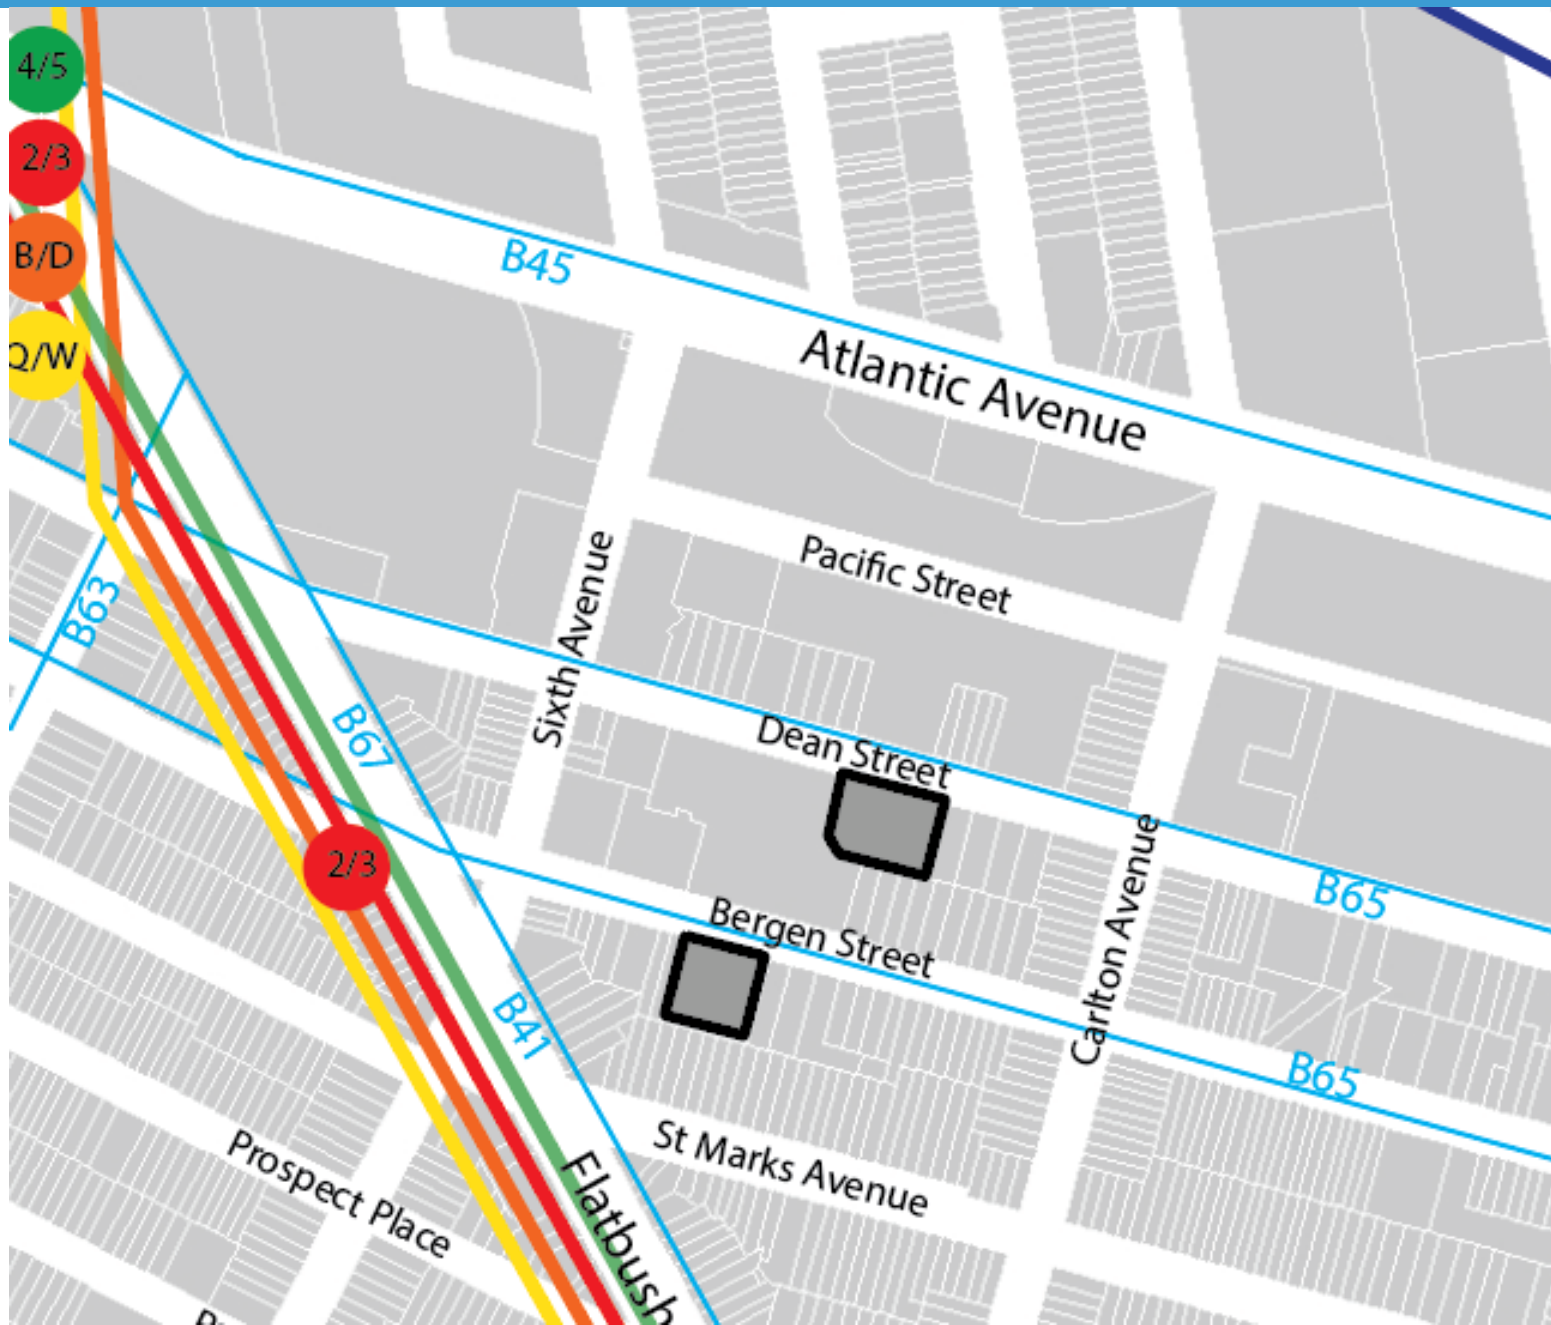 4/5
2/3
B/D
Q/W
B45
Atlantic Avenue
Pacific Street
Sixth Avenue
B63
B67
Dean Street
2/3
Carlton Avenue
B65
Bergen Street
B41
B65
St Marks Avenue
Prospect Place
Flatbush